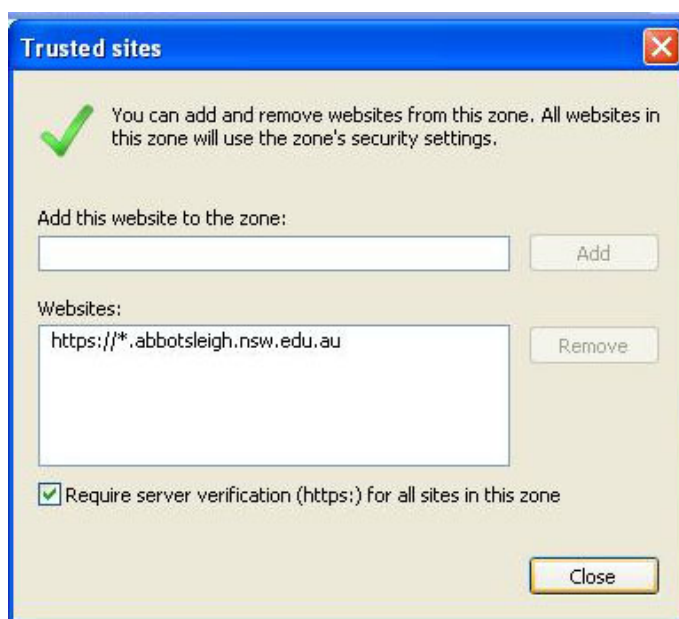 Trusted sites
You can add and remove websites from this zone. All websites in
this zone will use the zone's security settings.
Add this website to the zone:
Add
Websites:
https://*.abbotsleigh.nsw.edu.au
Remove
Require server verification (https:) for all sites in this zone
Close